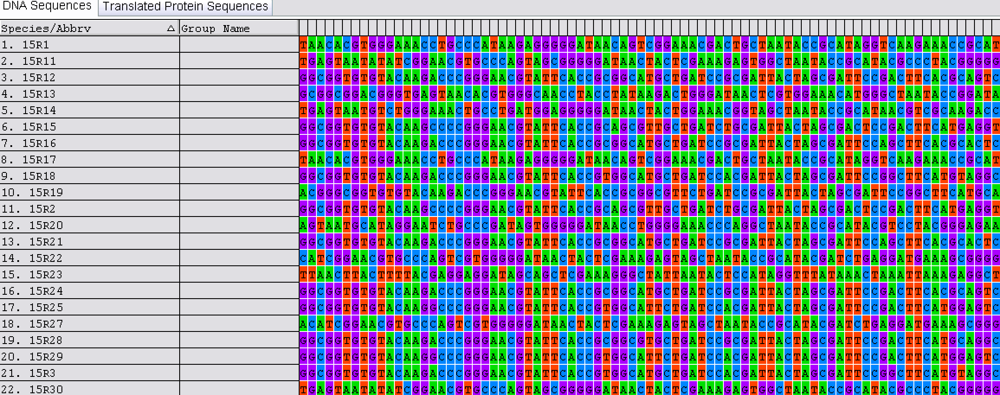 DNA Sequences Translated Protein Sequences
Species/Abbrv △ Group Name
1. 15R1 TAACACGTGGGAAACCTGCCCATAAGAGGGGGATAACAGTCGGAAACGACTGCTAATACCGCATAGGTCAAGAAACCGCAT
2. 15R11 TGAGTAATATATCGGAACGTGCCCAGTAGCGGGGGATAACTACTCGAAAGAGTGGCTAATACCGCATACGCCCTACGGGGG
3. 15R12 GGCGGTGTGTACAAGACCCGGGAACGTATTCACCGCGGCATGCTGATCCGCGATTACTAGCGATTCCGACTTCACGCAGTC
4. 15R13 GCGGCGGACGGGTGAGTAACACGTGGGCAACCTACCTATAAGACTGGGATAACTCGTGGAAACATGGGCTAATACCGGATA
5. 15R14 TGAGTAATGTCTGGGAAACTGCCTGATGGAGGGGGATAACTACTGGAAACGGTAGCTAATACCGCATAACGTCGCAAGACC
6. 15R15 GGCGGTGTGTACAAGCCCCGGGAACGTATTCACCGCAGCGTTGCTGATCTGCGATTACTAGCGACTCCGACTTCATGAGGT
7. 15R16 GGCGGTGTGTACAAGACCCGGGAACGTATTCACCGCGGCATGCTGATCCGCGATTACTAGCGATTCCAGCTTCACGCACTC
8. 15R17 TAACACGTGGGAAACCTGCCCATAAGAGGGGGATAACAGTCGGAAACGACTGCTAATACCGCATAGGTCAAGAAACCGCAT
9. 15R18 GGCGGTGTGTACAAGACCCGGGAACGTATTCACCGTGGCATGCTGATCCACGATTACTAGCGATTCCGGCTTCATGTAGGC
10. 15R19 ACGGGCGGTGTGTACAAGACCCGGGAACGTATTCACCGCGGCGTTCTGATCCGCGATTACTAGCGATTCCGGCTTCATGCA
11. 15R2 GGCGGTGTGTACAAGCCCCGGGAACGTATTCACCGCAGCGTTGCTGATCTGCGATTACTAGCGACTCCGACTTCATGAGGT
12. 15R20 AGTAATGCATAGGAATCTGCCCGATAGTGGGGGATAACCTGGGGAAACCCAGGCTAATACCGCATACGTCCTACGGGAGAA
13. 15R21 GGCGGTGTGTACAAGACCCGGGAACGTATTCACCGCGGCATGCTGATCCGCGATTACTAGCGATTCCAGCTTCACGCACTC
14. 15R22 CATCGGAACGTGCCCAGTCGTGGGGGATAACTACTCGAAAGAGTAGCTAATACCGCATACGATCTGAGGATGAAAGCGGGG
15. 15R23 TTAACTTACTTTTACGAGGAGGATAGCAGCTCGAAAGGGCTATTAATACTCCATAGGTTTATAAACTAAATTAAAGAGGCT
16. 15R24 GGCGGTGTGTACAAGACCCGGGAACGTATTCACCGCGGCATGCTGATCCGCGATTACTAGCGATTCCGACTTCACGCAGTC
17. 15R25 GGCGGTGTGTACAAGGCCCGGGAACGTATTCACCGTGGCATTCTGATCCACGATTACTAGCGATTCCGACTTCATGGAGTC
18. 15R27 ACATCGGAACGTGCCCAGTCGTGGGGGATAACTACTCGAAAGAGTAGCTAATACCGCATACGATCTGAGGATGAAAGCGGG
19. 15R28 GGCGGTGTGTACAAGACCCGGGAACGTATTCACCGCGGCGTGCTGATCCGCGATTACTAGCGATTCCGACTTCATGCAGGC
20. 15R29 GGCGGTGTGTACAAGGCCCGGGAACGTATTCACCGTGGCATTCTGATCCACGATTACTAGCGATTCCGACTTCATGGAGTC
21. 15R3 GGCGGTGTGTACAAGACCCGGGAACGTATTCACCGTGGCATGCTGATCCACGATTACTAGCGATTCCGGCTTCATGTAGGC
22. 15R30 TGAGTAATATATCGGAACGTGCCCAGTAGCGGGGGATAACTACTCGAAAGAGTGGCTAATACCGCATACGCCCTACGGGGG